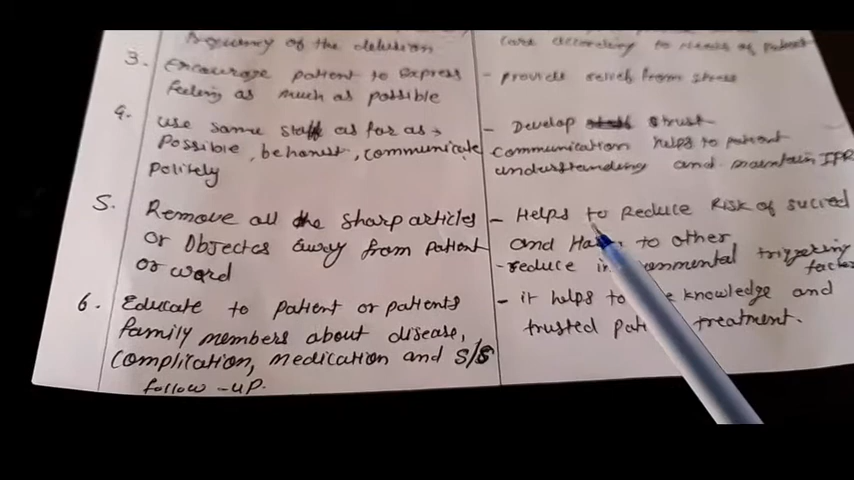 frequency of the delusion
care according to needs of patient
3. Encourage patient to Express
feeling as much as possible
- provide relief from stress
4. use same staff as far as
possible, be honest, communicate
politely
- Develop trust
communication helps to patient
understanding and maintain IPR
5. Remove all the sharp articles
or Objectes away from patient
or ward
- Helps to Reduce Risk of
and to other
- reduce triggering
factor
6. Educate to patient or patients
family members about disease,
complication, medication and S/S
follow-up.
- it helps to knowledge and
trusted treatment.